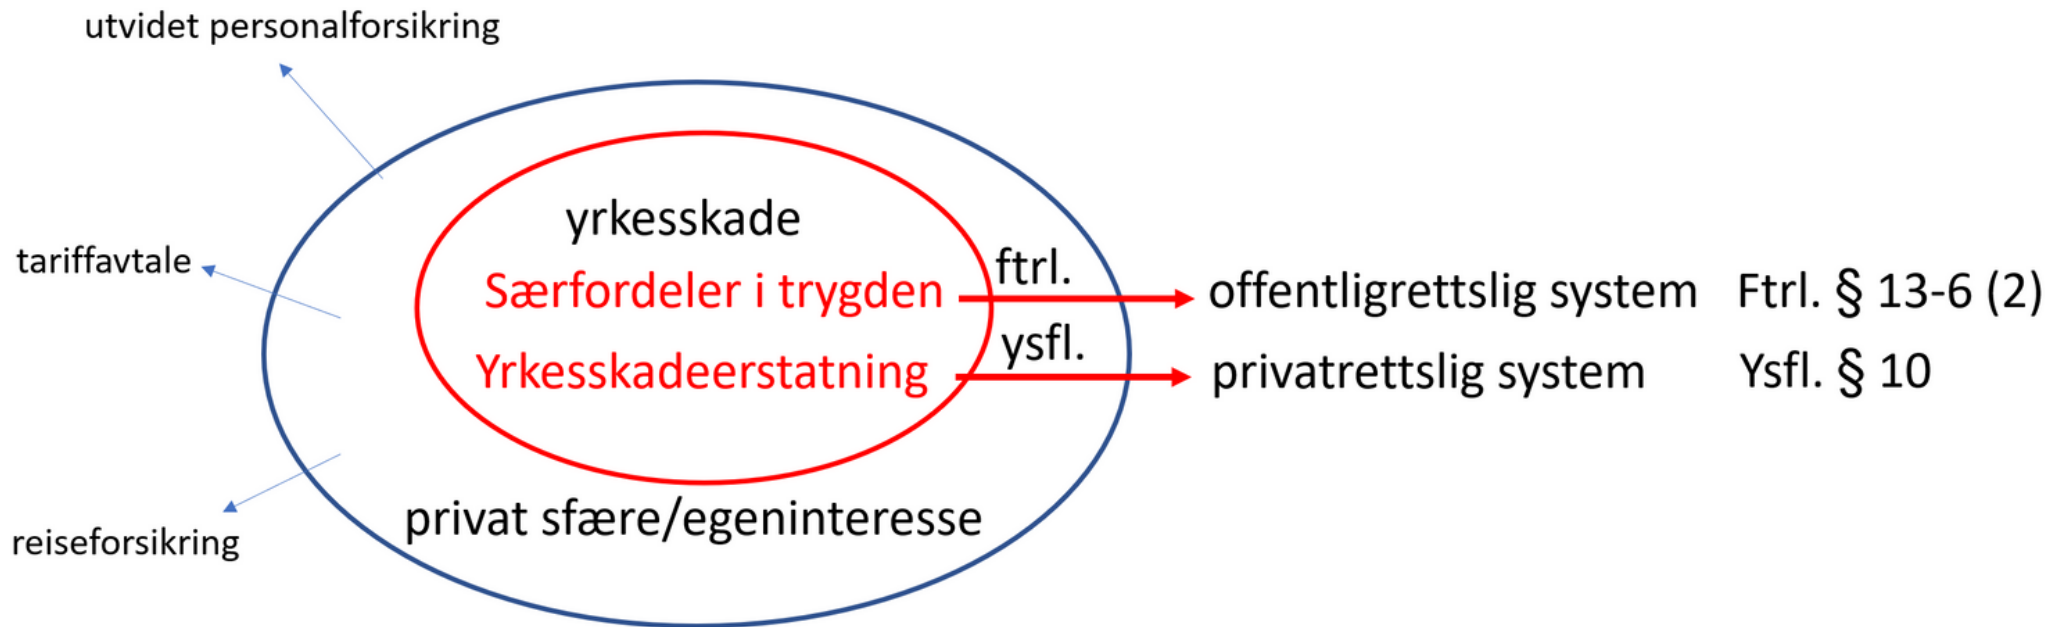 utvidet personalforsikring
tariffavtale
reiseforsikring
yrkesskade
Særfordeler i trygden
Yrkesskadeerstatning
privat sfære/egeninteresse
ftrl.
ysfl.
offentligrettslig system Ftrl. § 13-6 (2)
privatrettslig system Ysfl. § 10